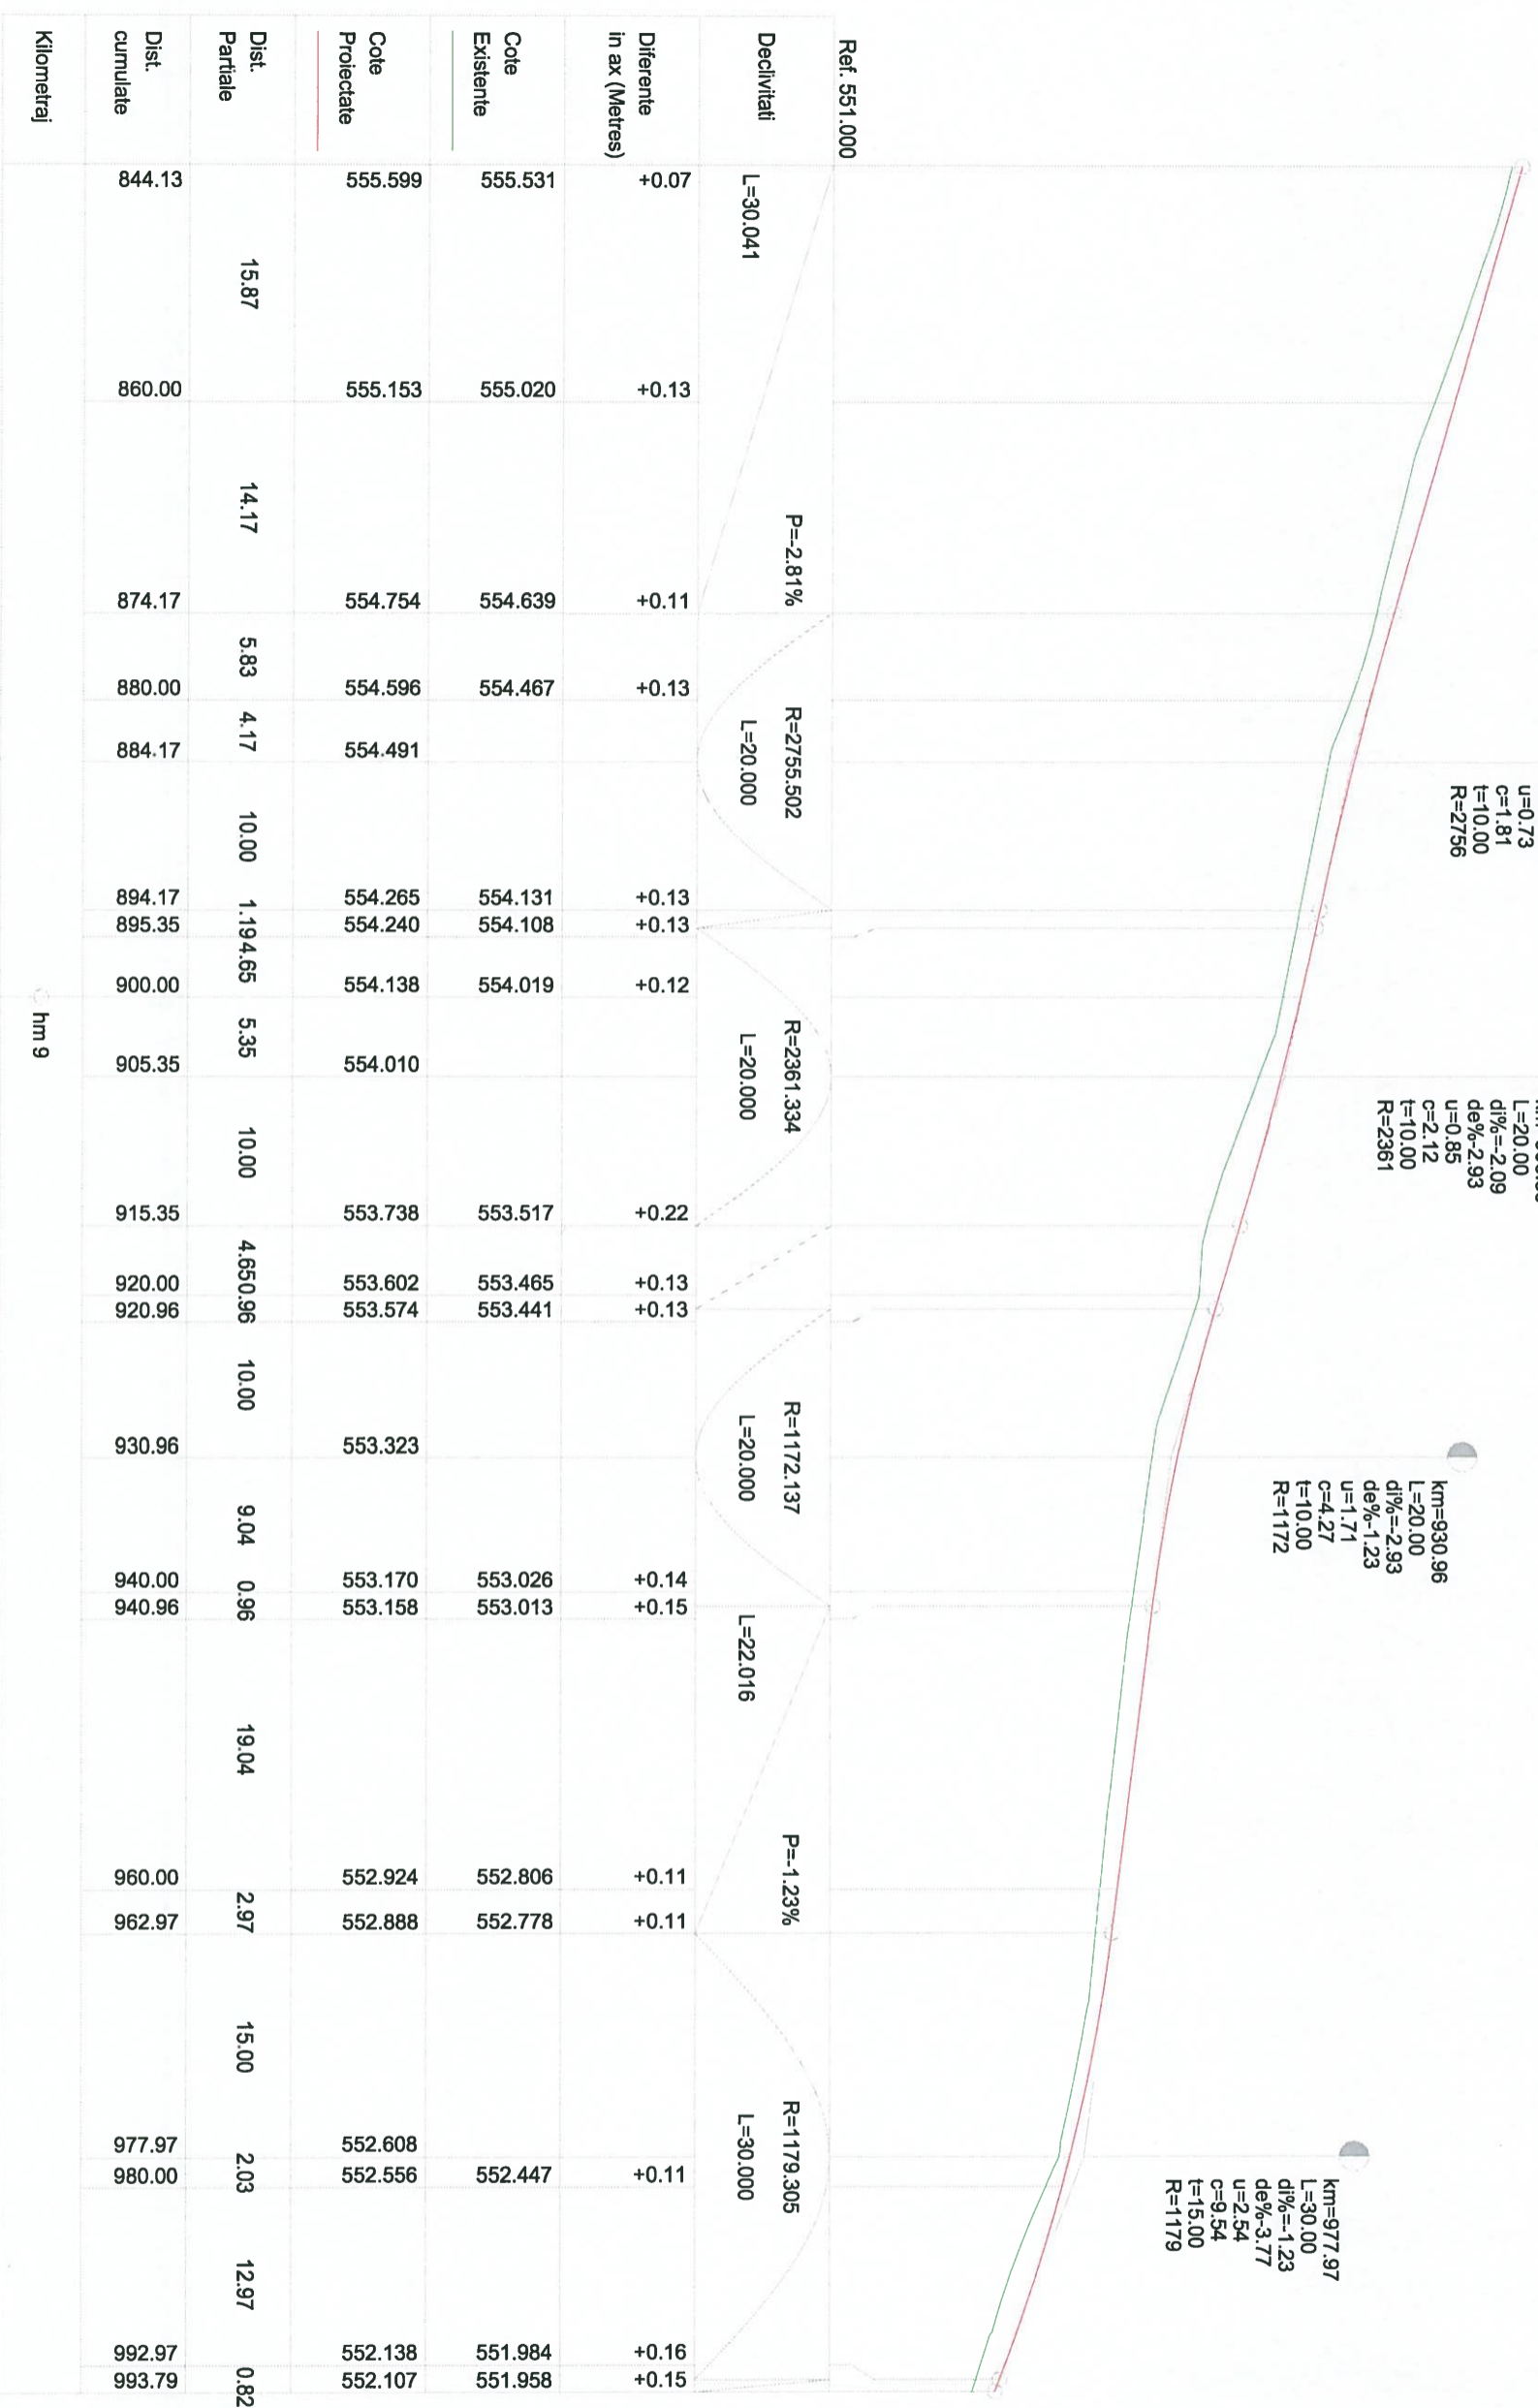 u=0.73
c=1.81
t=10.00
R=2756
L=20.00
di%=-2.09
de%-2.93
u=0.85
c=2.12
t=10.00
R=2361
km=930.96
L=20.00
di%=-2.93
de%-1.23
u=1.71
c=4.27
t=10.00
R=1172
km=977.97
L=30.00
di%=-1.23
de%-3.77
u=2.54
c=9.54
t=15.00
R=1179
Ref. 551.000
Declivitati
P=-2.81% R=2755.502 R=2361.334 R=1172.137 P=-1.23% R=1179.305
L=30.041 L=20.000 L=20.000 L=20.000 L=22.016 L=30.000
Diferente
in ax (Metres)
+0.07 +0.13 +0.11 +0.13 +0.13 +0.13 +0.12 +0.22 +0.13 +0.13 +0.14 +0.15 +0.11 +0.11 +0.11 +0.16 +0.15
Cote
Existente
555.531 555.020 554.639 554.467 554.131 554.108 554.019 553.517 553.465 553.441 553.026 553.013 552.806 552.778 552.447 551.984 551.958
Cote
Proiectate
555.599 555.153 554.754 554.596 554.491 554.265 554.240 554.138 554.010 553.738 553.602 553.574 553.323 553.170 553.158 552.924 552.888 552.608 552.556 552.138 552.107
Dist.
Partiale
15.87 14.17 5.83 4.17 10.00 1.19 4.65 5.35 10.00 4.65 0.96 10.00 9.04 0.96 19.04 2.97 15.00 2.03 12.97 0.82
Dist.
cumulate
844.13 860.00 874.17 880.00 884.17 894.17 895.35 900.00 905.35 915.35 920.00 920.96 930.96 940.00 940.96 960.00 962.97 977.97 980.00 992.97 993.79
Kilometraj
hm 9